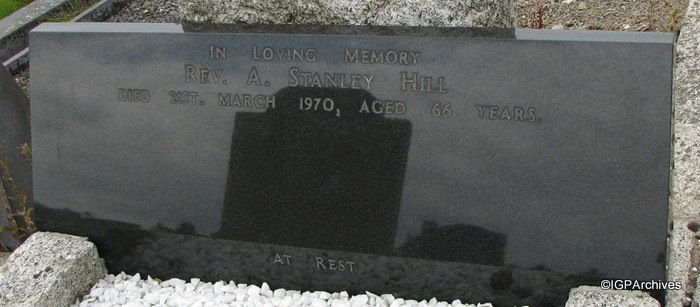 In Loving Memory
Rev. A. Stanley Hill
Died 21st. March 1970, Aged 66 Years.
At Rest
©IGPArchives